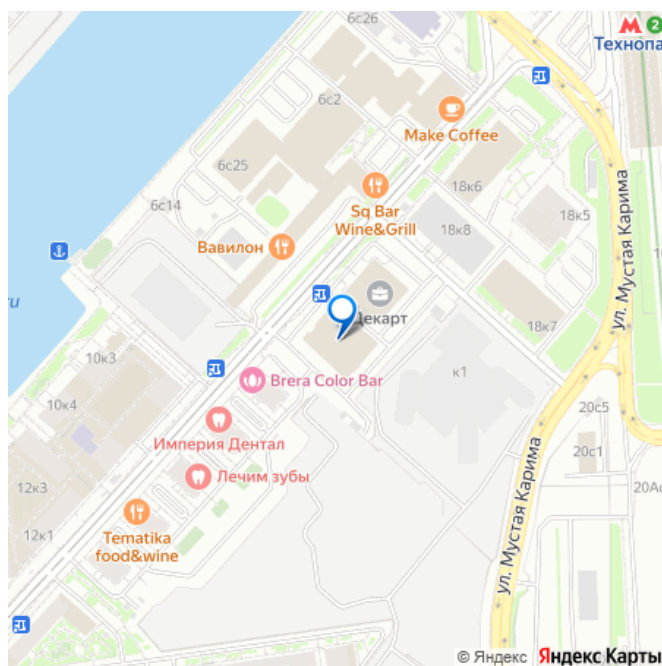 6с26
М 2
Технопа
6с2
Make Coffee
6с25
18к6
Sq Bar
Wine&Grill
6с14
18к5
18к8
Вавилон
ул. Мустая Карима
Декарт
18к7
10к3
к1
Brera Color Bar
10к4
20с5
Империя Дентал
20с1
Лечим зубы
12к3
20Ас
ул. Мустая Карима
12к1
Tematika
food&wine
© Яндекс Яндекс Карты